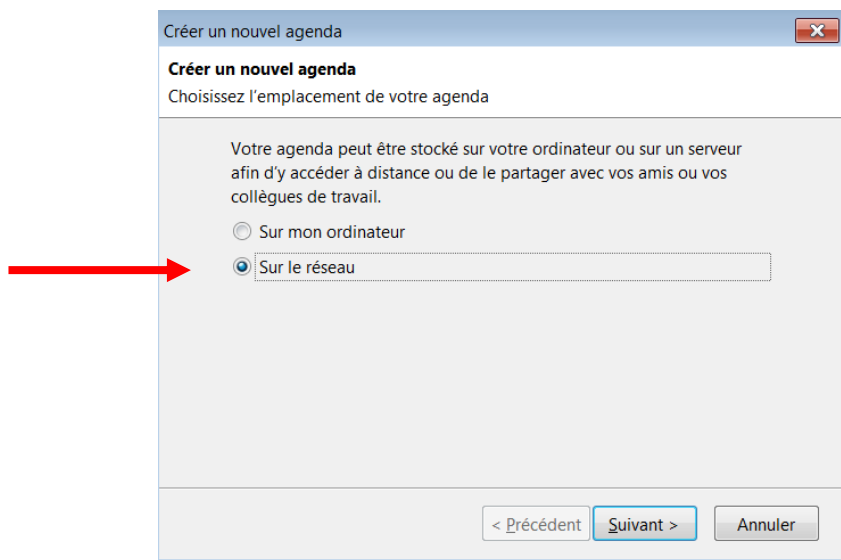 Créer un nouvel agenda
Créer un nouvel agenda
Choisissez l'emplacement de votre agenda
Votre agenda peut être stocké sur votre ordinateur ou sur un serveur
afin d'y accéder à distance ou de le partager avec vos amis ou vos
collègues de travail.
Sur mon ordinateur
Sur le réseau
< Précédent Suivant > Annuler